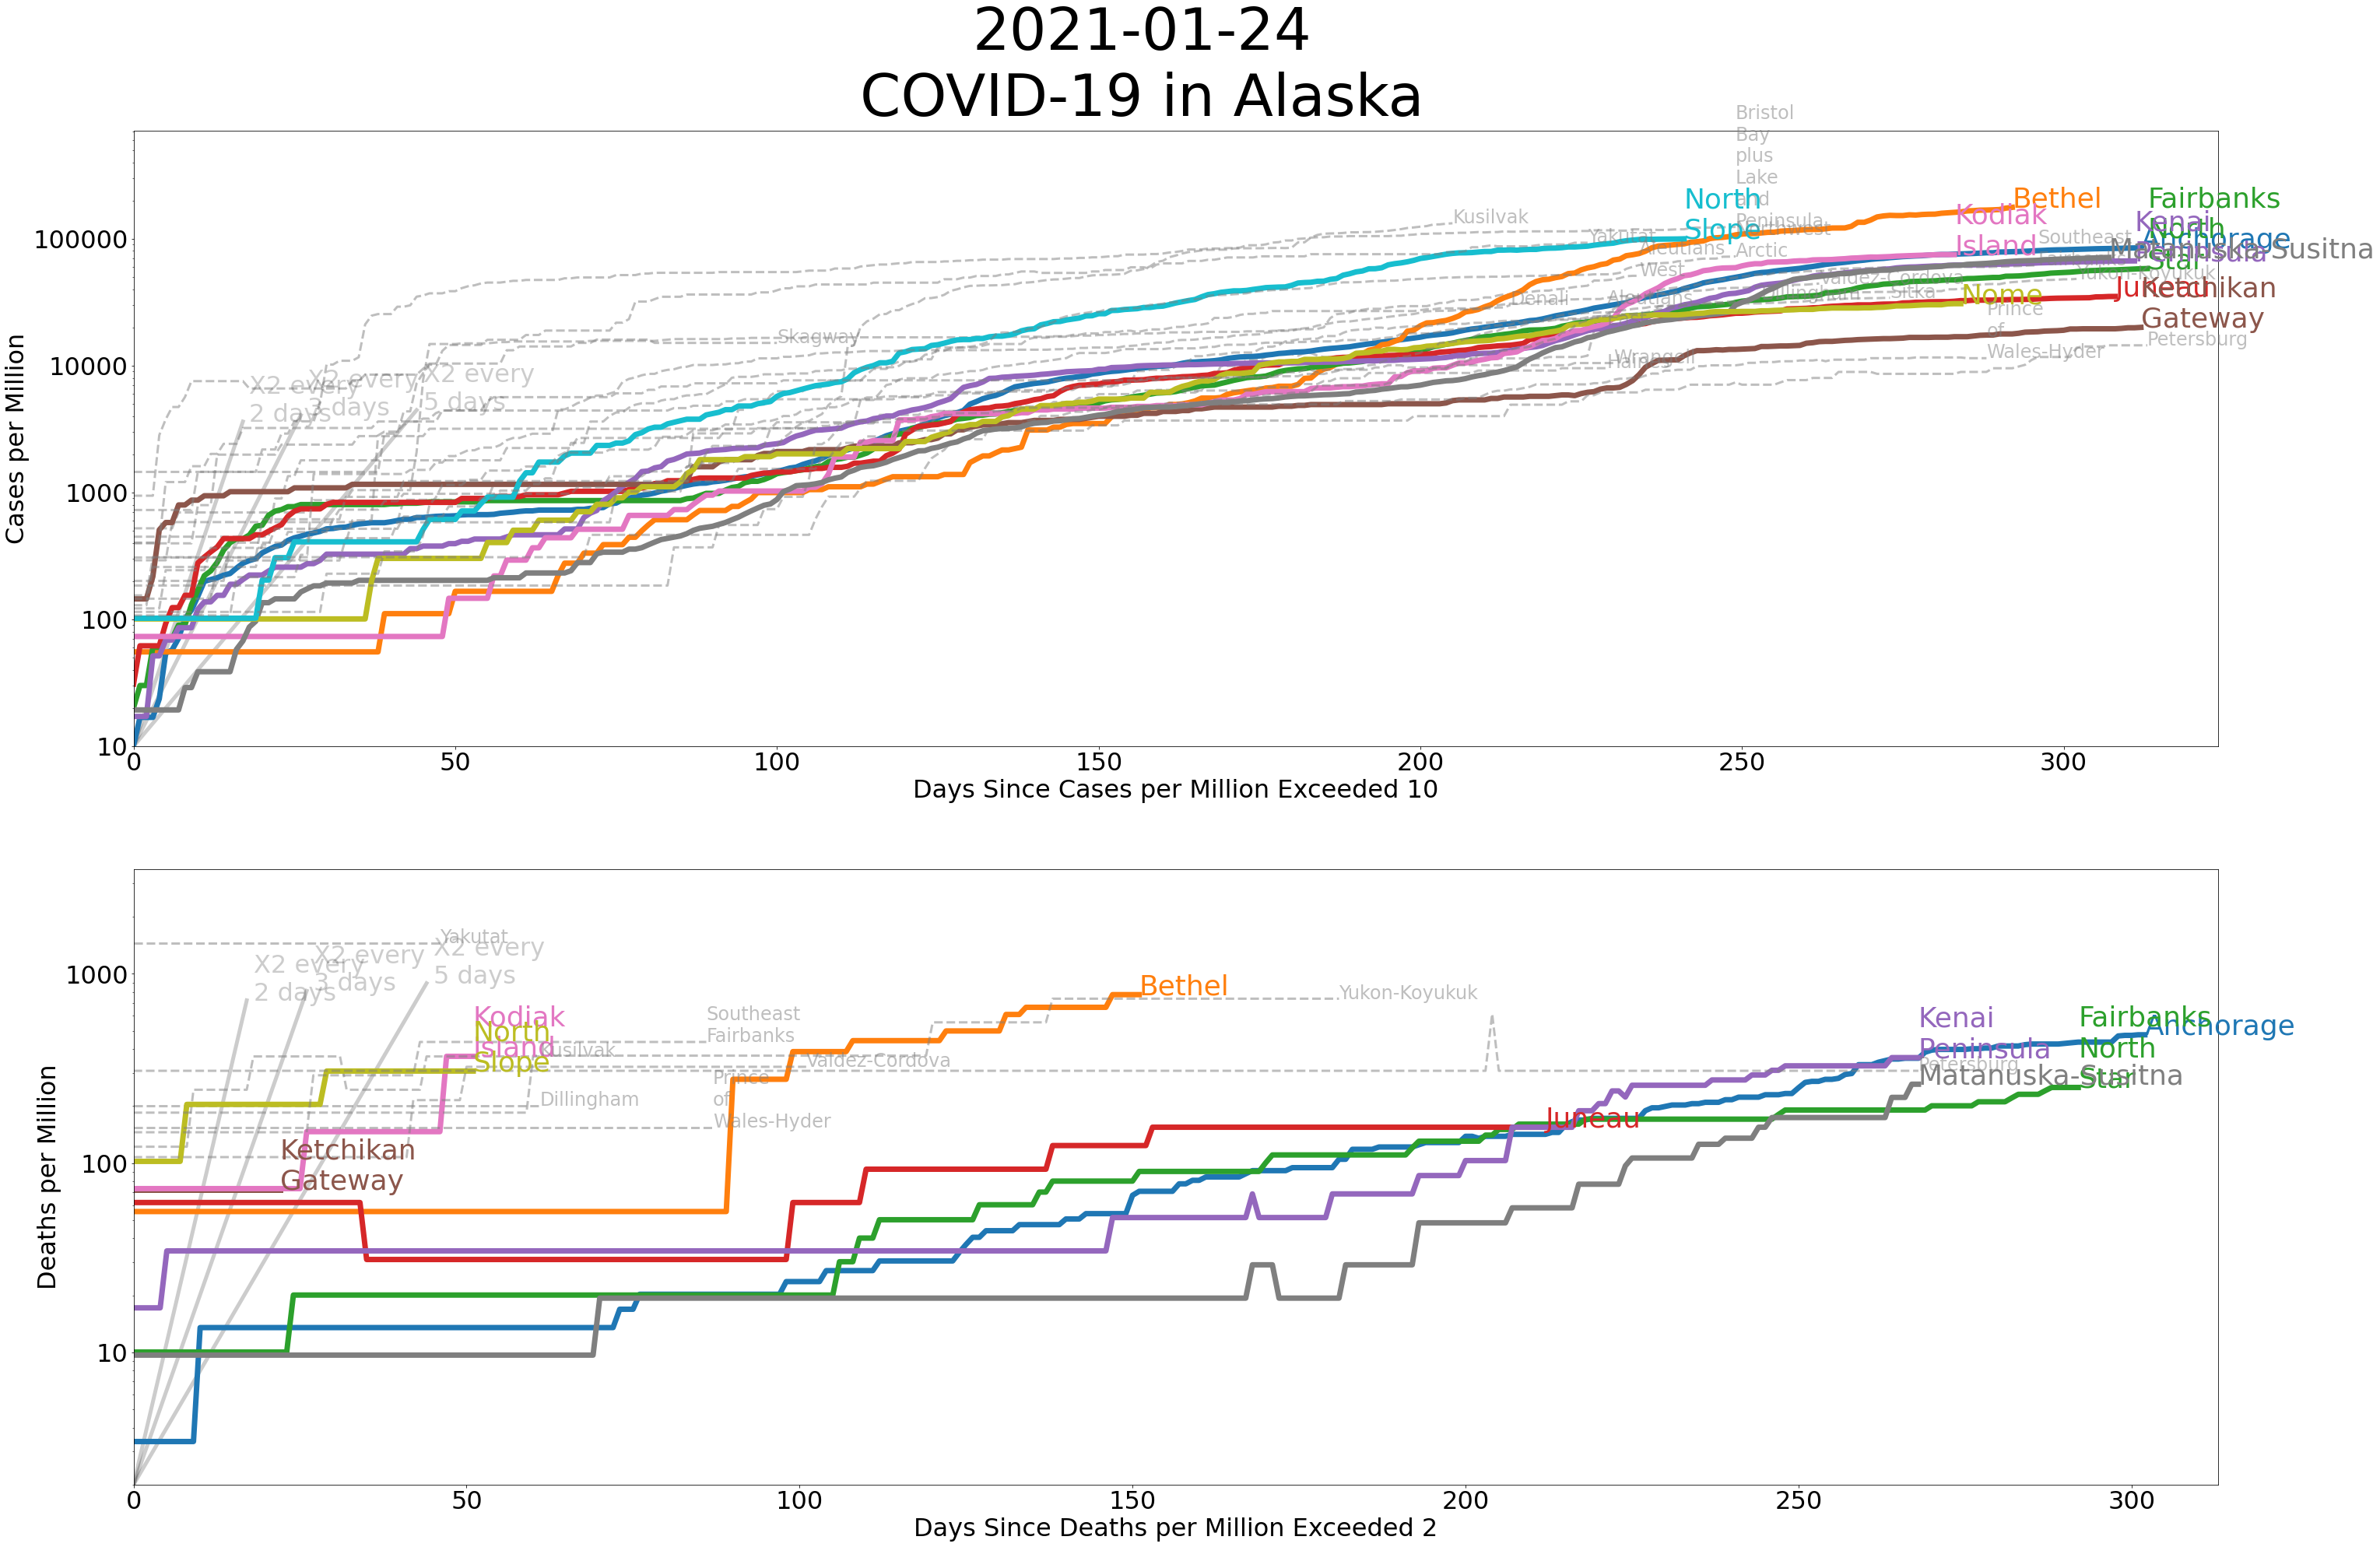 2021-01-24
COVID-19 in Alaska
Cases per Million
100000
10000
1000
100
10
0
50
100
150
200
250
300
Days Since Cases per Million Exceeded 10
X2 every
2 days
X2 every
3 days
X2 every
5 days
Skagway
Kusilvak
Denali
Yakutat
Aleutians
West
Aleutians
Wrangell
Haines
Bristol
Bay
plus
Lake
and
Peninsula
Northwest
Arctic
North
Slope
Valdez-Cordova
Dillingham
Sitka
Kodiak
Island
Nome
Bethel
Prince
of
Wales-Hyder
Southeast
Yukon-Koyukuk
Petersburg
Juneau
Ketchikan
Gateway
Matanuska-Susitna
Kenai
Peninsula
Anchorage
Fairbanks
North
Star
Deaths per Million
1000
100
10
0
50
100
150
200
250
300
Days Since Deaths per Million Exceeded 2
X2 every
2 days
X2 every
3 days
X2 every
5 days
Yakutat
Kodiak
Island
North
Slope
Ketchikan
Gateway
Kusilvak
Dillingham
Southeast
Fairbanks
Prince
of
Wales-Hyder
Valdez-Cordova
Bethel
Yukon-Koyukuk
Juneau
Kenai
Peninsula
Petersburg
Matanuska-Susitna
Fairbanks
North
Star
Anchorage